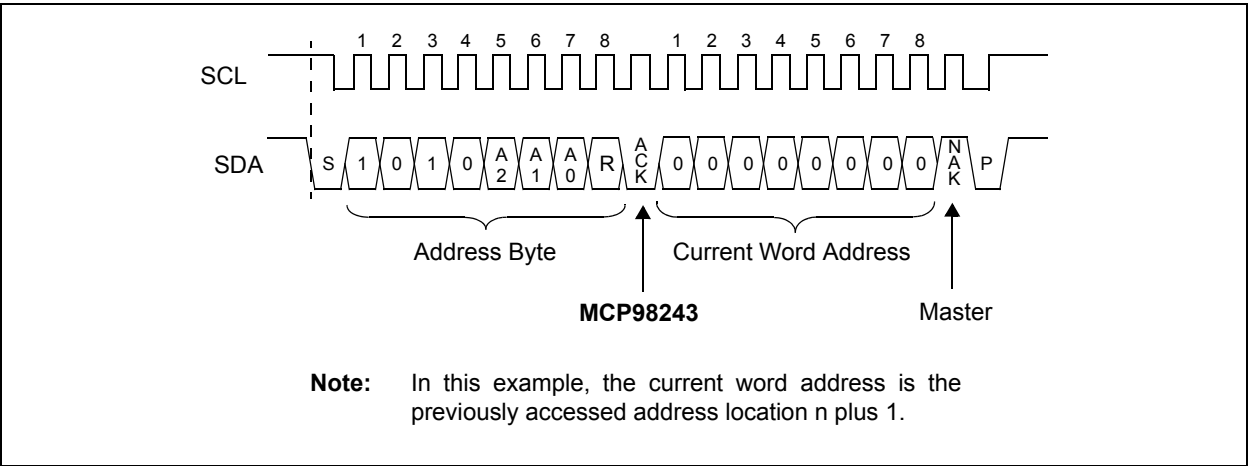 1 2 3 4 5 6 7 8 1 2 3 4 5 6 7 8
SCL
SDA
S 1 0 1 0 A2 A1 A0 R ACK 0 0 0 0 0 0 0 0 NAK P
Address Byte Current Word Address
MCP98243 Master
Note: In this example, the current word address is the
previously accessed address location n plus 1.